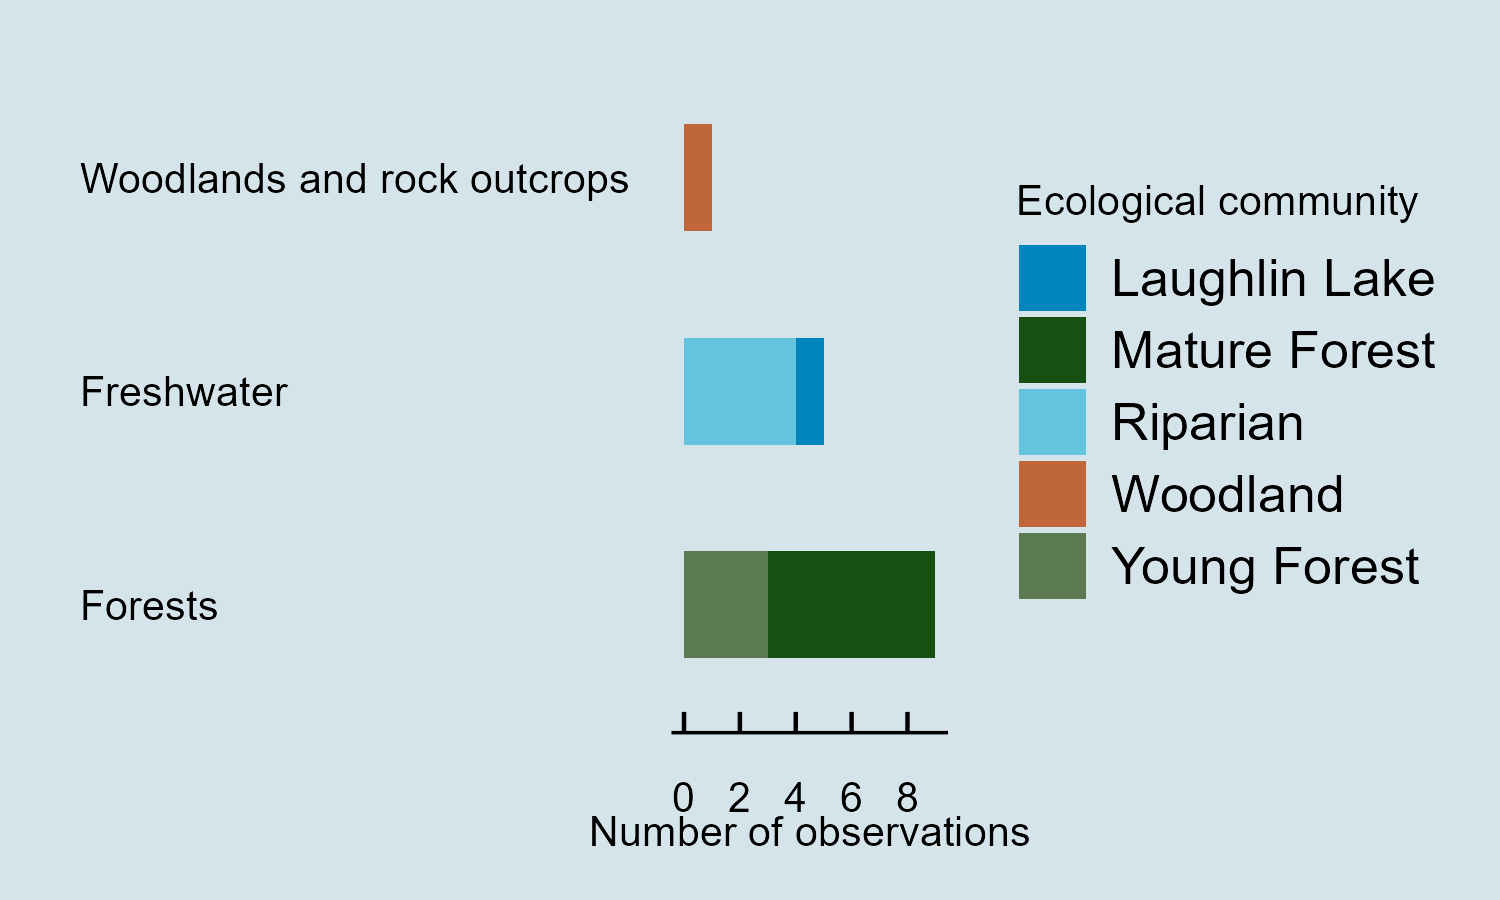 Woodlands and rock outcrops
Freshwater
Forests
0 2 4 6 8
Number of observations
Ecological community
Laughlin Lake
Mature Forest
Riparian
Woodland
Young Forest